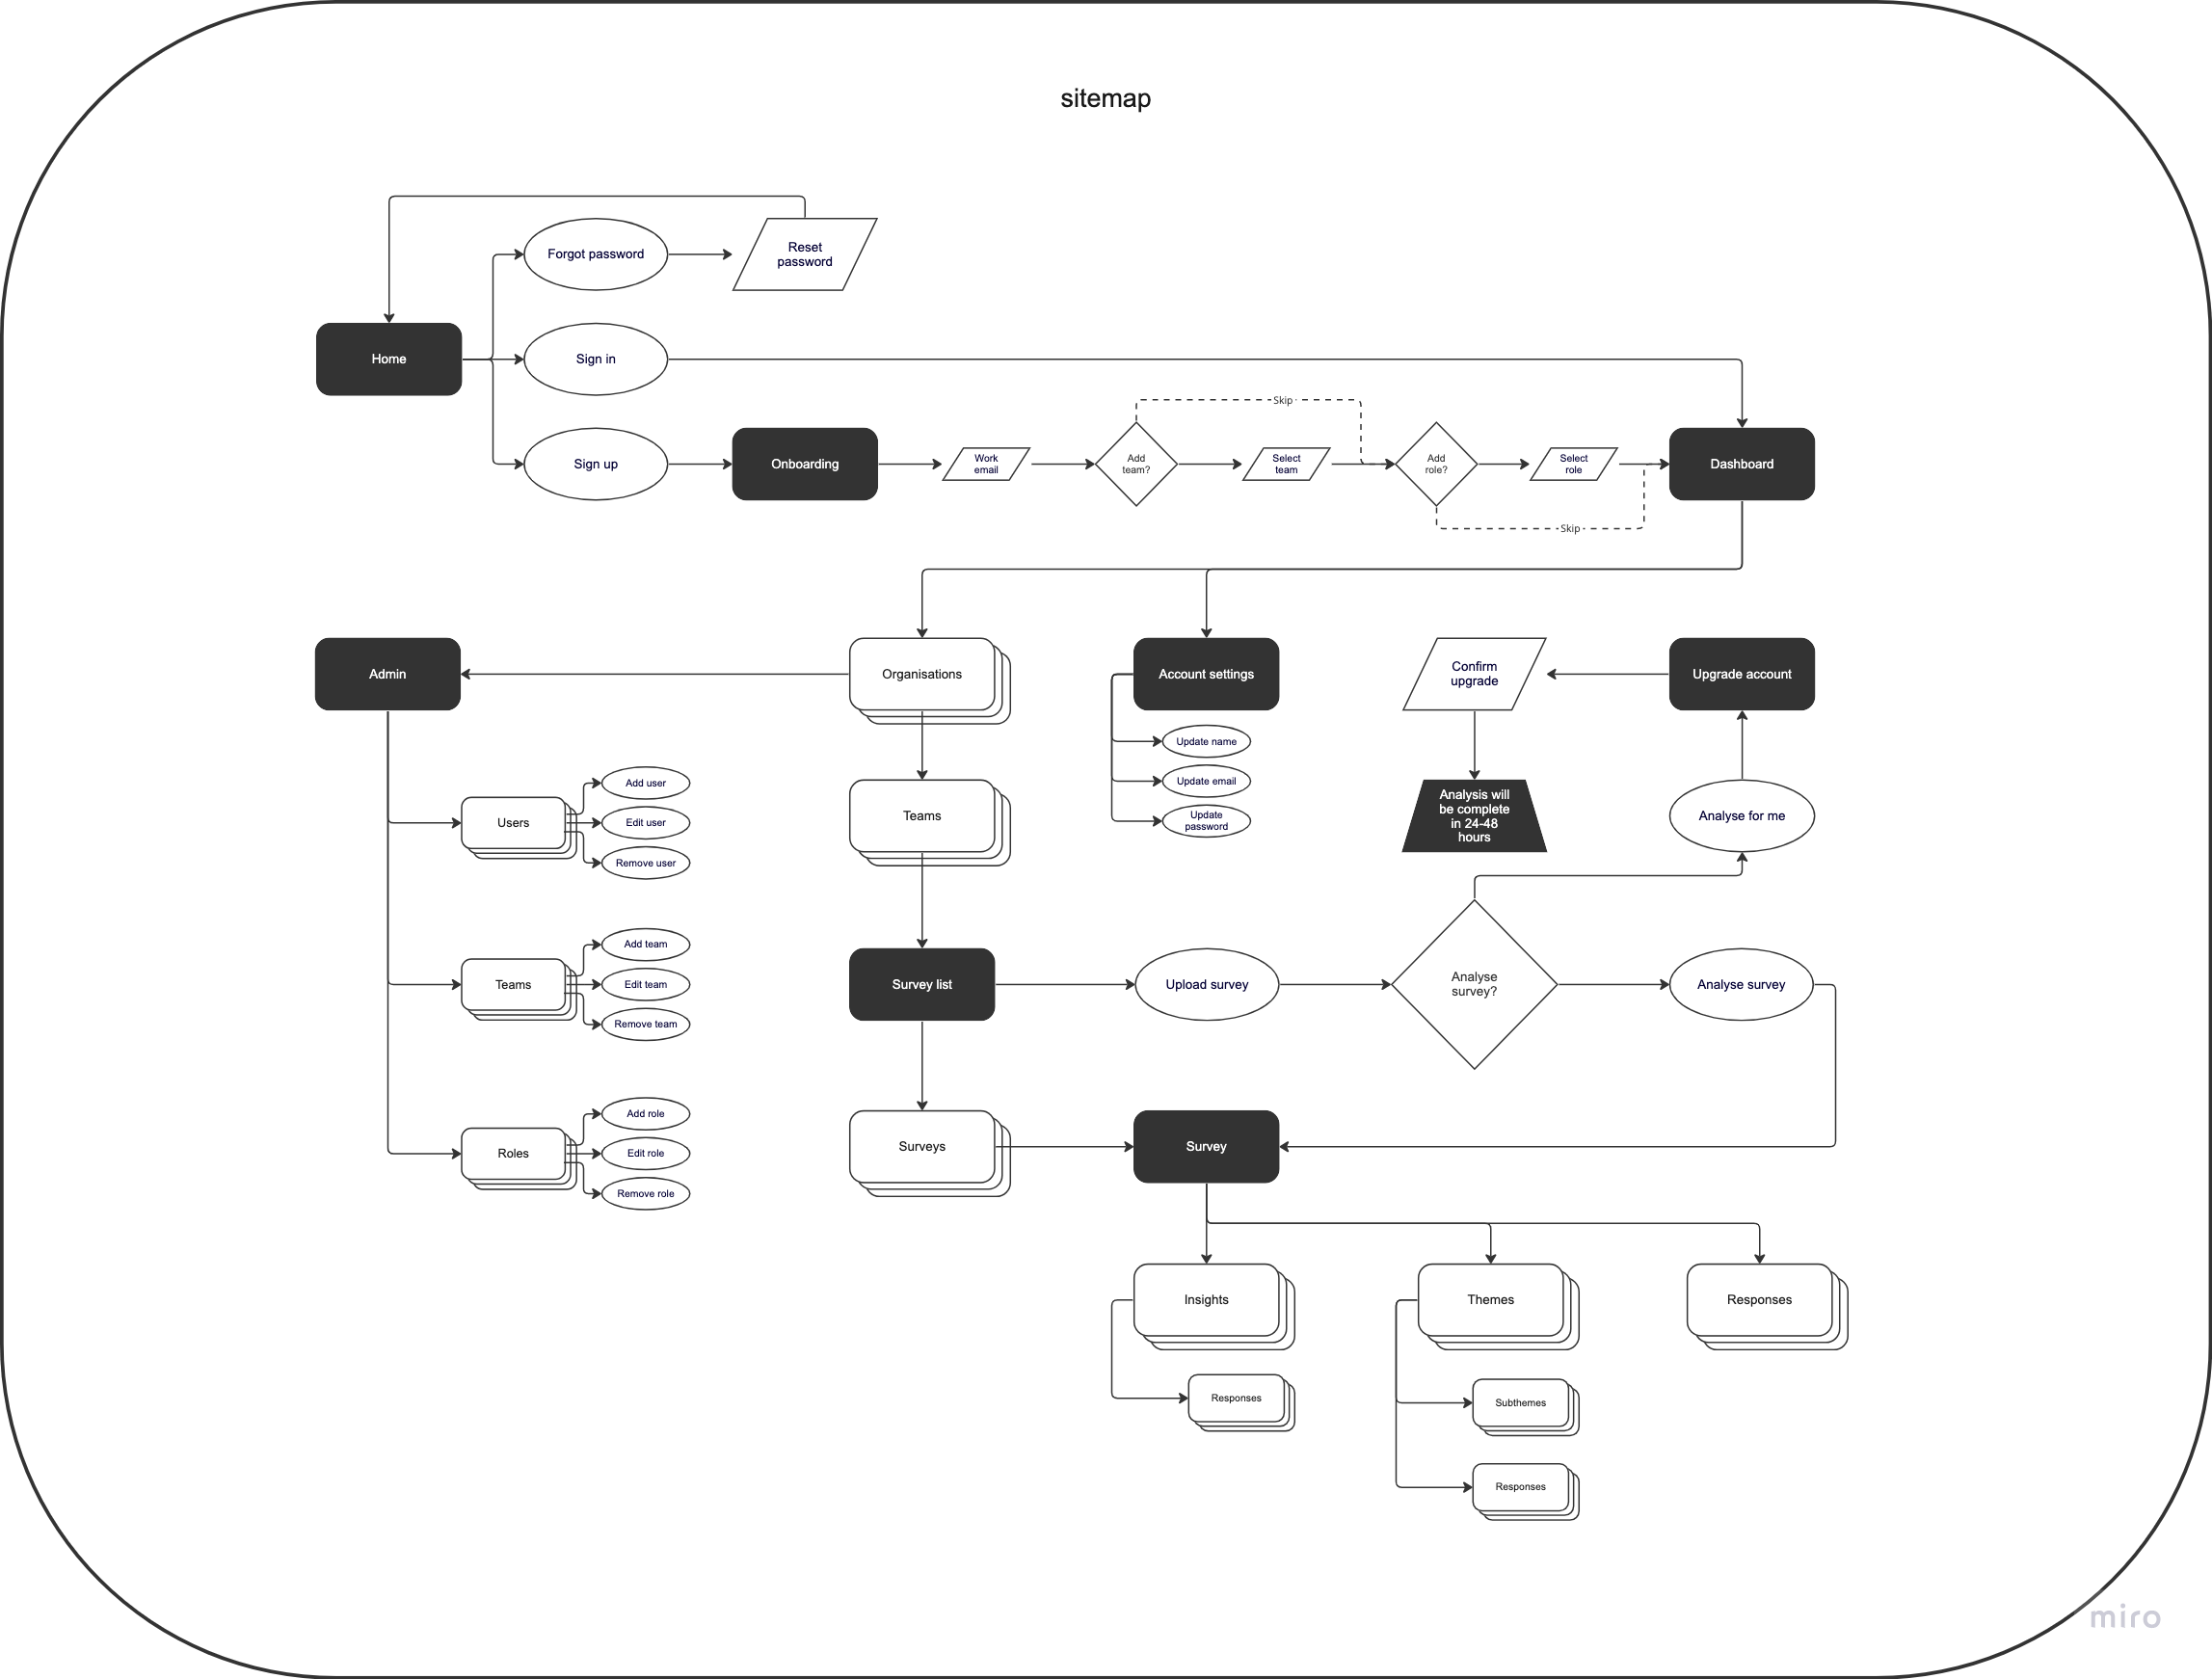 sitemap
Forgot password
Reset
password
Home
Sign in
Skip
Sign up
Onboarding
Work
email
Add
team?
Select
team
Add
role?
Select
role
Dashboard
Skip
Admin
Organisations
Account settings
Confirm
upgrade
Upgrade account
Update name
Update email
Update
password
Teams
Analysis will
be complete
in 24-48
hours
Analyse for me
Users
Add user
Edit user
Remove user
Teams
Add team
Edit team
Remove team
Survey list
Upload survey
Analyse
survey?
Analyse survey
Roles
Add role
Edit role
Remove role
Surveys
Survey
Insights
Themes
Responses
Responses
Subthemes
Responses
miro